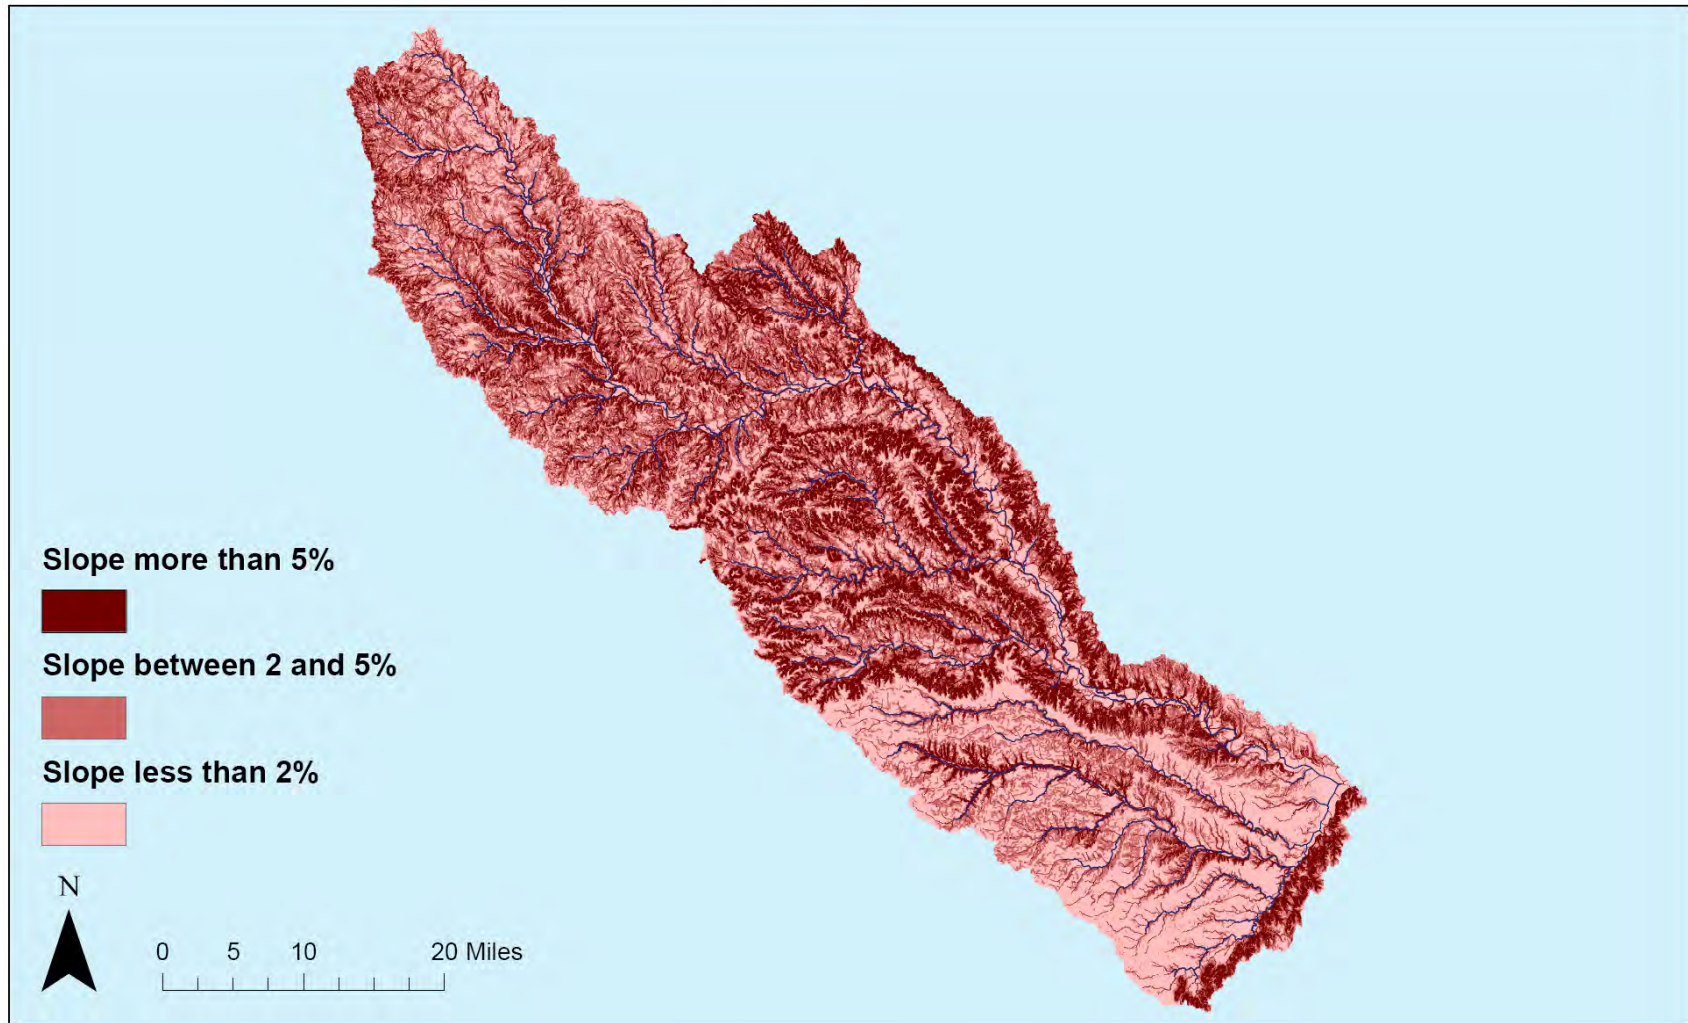 Slope more than 5%
Slope between 2 and 5%
Slope less than 2%
N
0 5 10 20 Miles